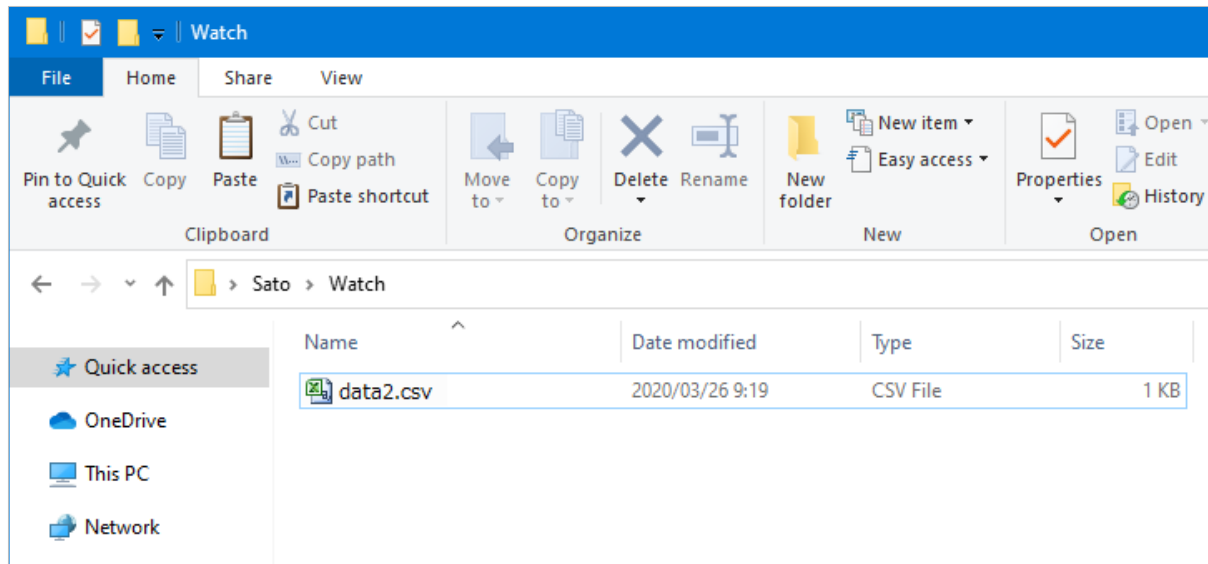 Watch
File Home Share View
Pin to Quick access
Copy
Paste
Cut
Copy path
Paste shortcut
Clipboard
Move to
Copy to
Delete
Rename
Organize
New folder
New item
Easy access
New
Properties
Open
Edit
History
Open
Sato > Watch
Name Date modified Type Size
Quick access
OneDrive
This PC
Network
data2.csv 2020/03/26 9:19 CSV File 1 KB